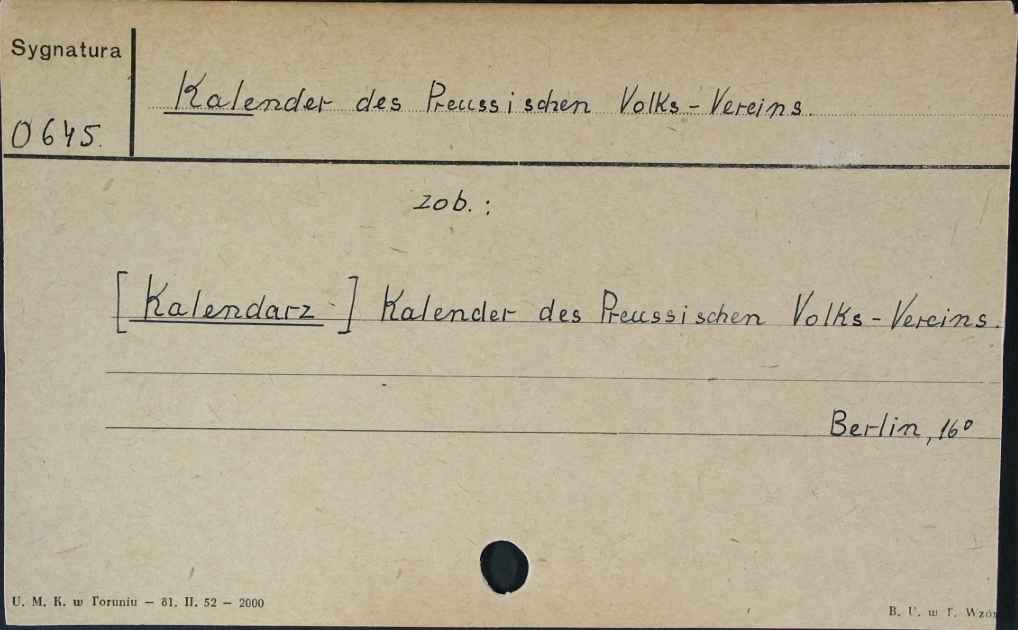 Sygnatura
Kalender des Preussischen Volks-Vereins.
O 645.
zob.:
[Kalendarz] Kalender des Preussischen Volks-Vereins.
Berlin, 16°
U. M. K. w Toruniu — 81. II. 52 — 2000
B. U. w T. Wzór